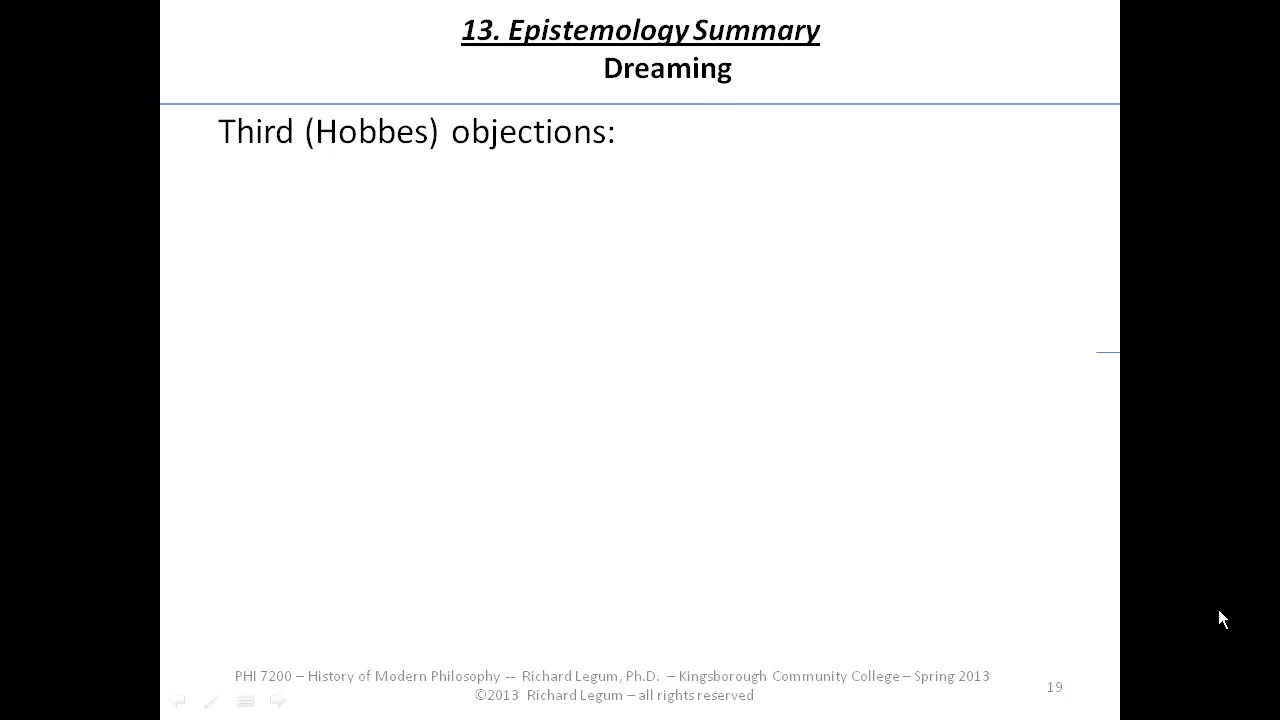 13. Epistemology Summary
Dreaming
Third (Hobbes) objections:
PHI 7200 – History of Modern Philosophy -- Richard Legum, Ph.D. – Kingsborough Community College – Spring 2013
©2013 Richard Legum – all rights reserved
19